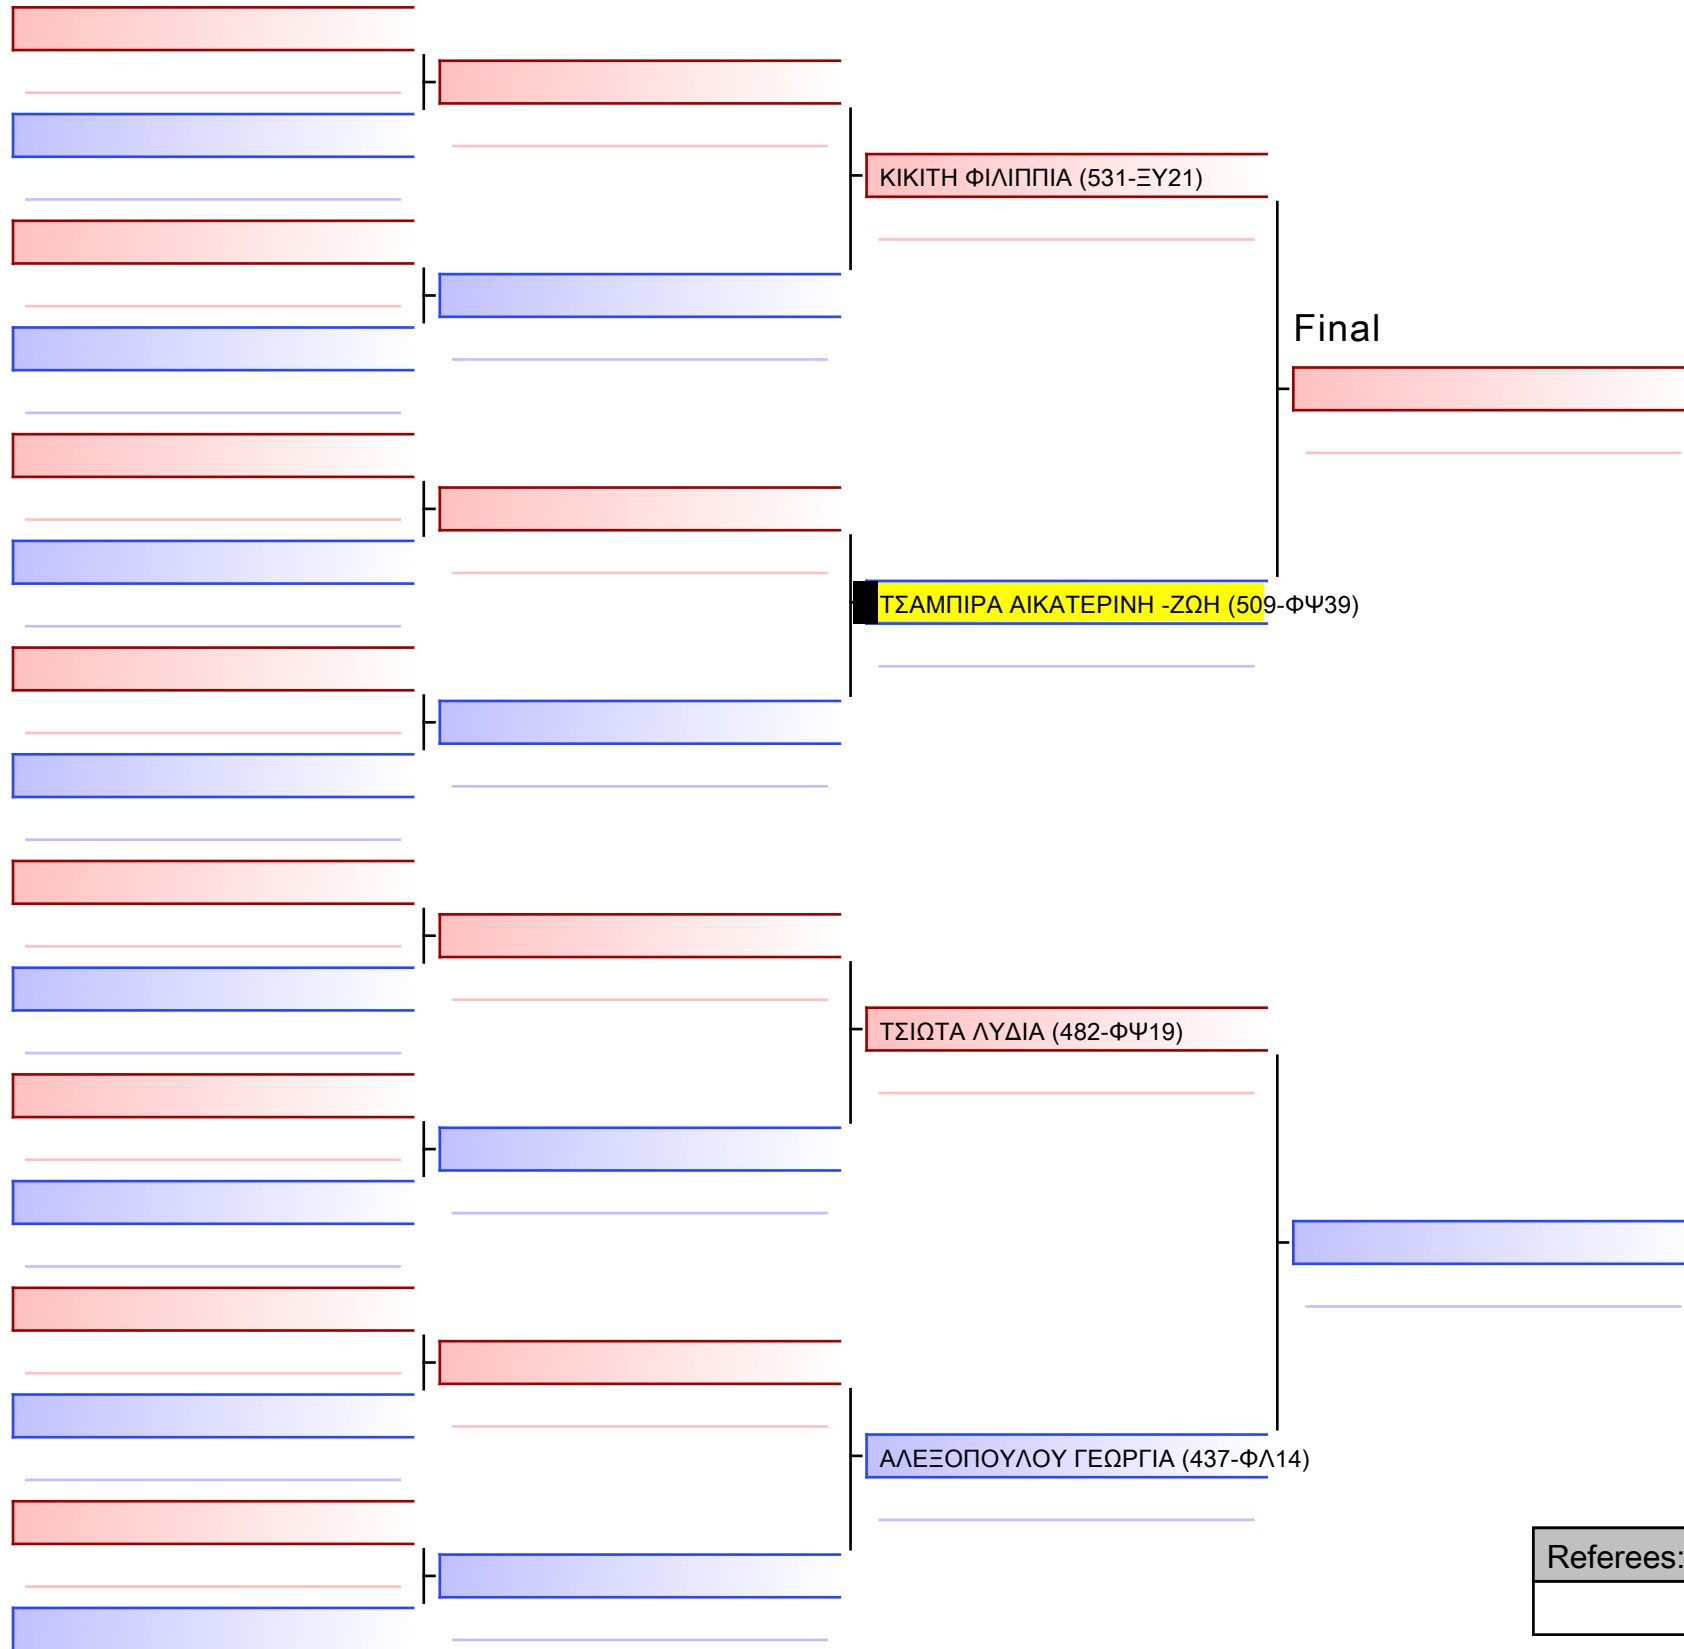 ΚΙΚΙΤΗ ΦΙΛΙΠΠΙΑ (531-ΞΥ21)
Final
ΤΣΑΜΠΙΡΑ ΑΙΚΑΤΕΡΙΝΗ -ΖΩΗ (509-ΦΨ39)
ΤΣΙΩΤΑ ΛΥΔΙΑ (482-ΦΨ19)
ΑΛΕΞΟΠΟΥΛΟΥ ΓΕΩΡΓΙΑ (437-ΦΛ14)
Referees: